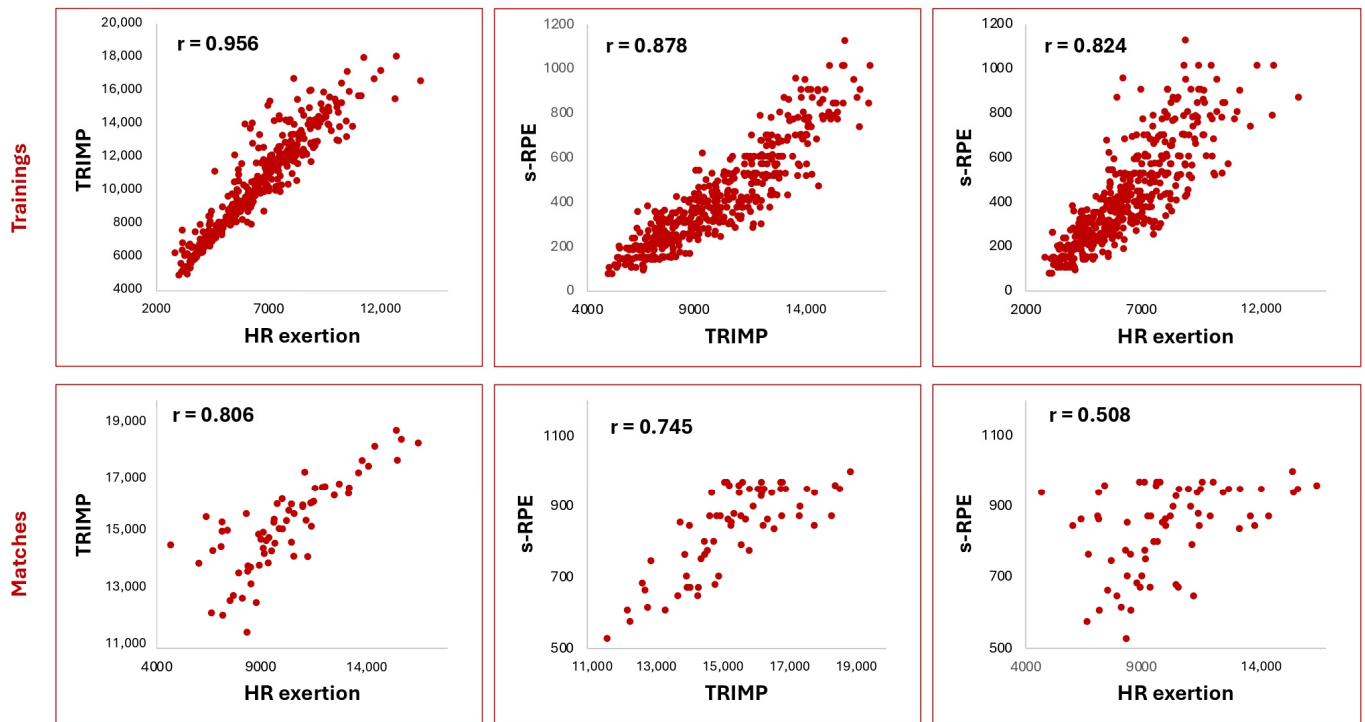 Trainings
r = 0.956
TRIMP
20,000
18,000
16,000
14,000
12,000
10,000
8000
6000
4000
2000 7000 12,000
HR exertion
r = 0.878
s-RPE
1200
1000
800
600
400
200
0
4000 9000 14,000
TRIMP
r = 0.824
s-RPE
1200
1000
800
600
400
200
0
2000 7000 12,000
HR exertion
Matches
r = 0.806
TRIMP
19,000
17,000
15,000
13,000
11,000
4000 9000 14,000
HR exertion
r = 0.745
s-RPE
1100
900
700
500
11,000 13,000 15,000 17,000 19,000
TRIMP
r = 0.508
s-RPE
1100
900
700
500
4000 9000 14,000
HR exertion